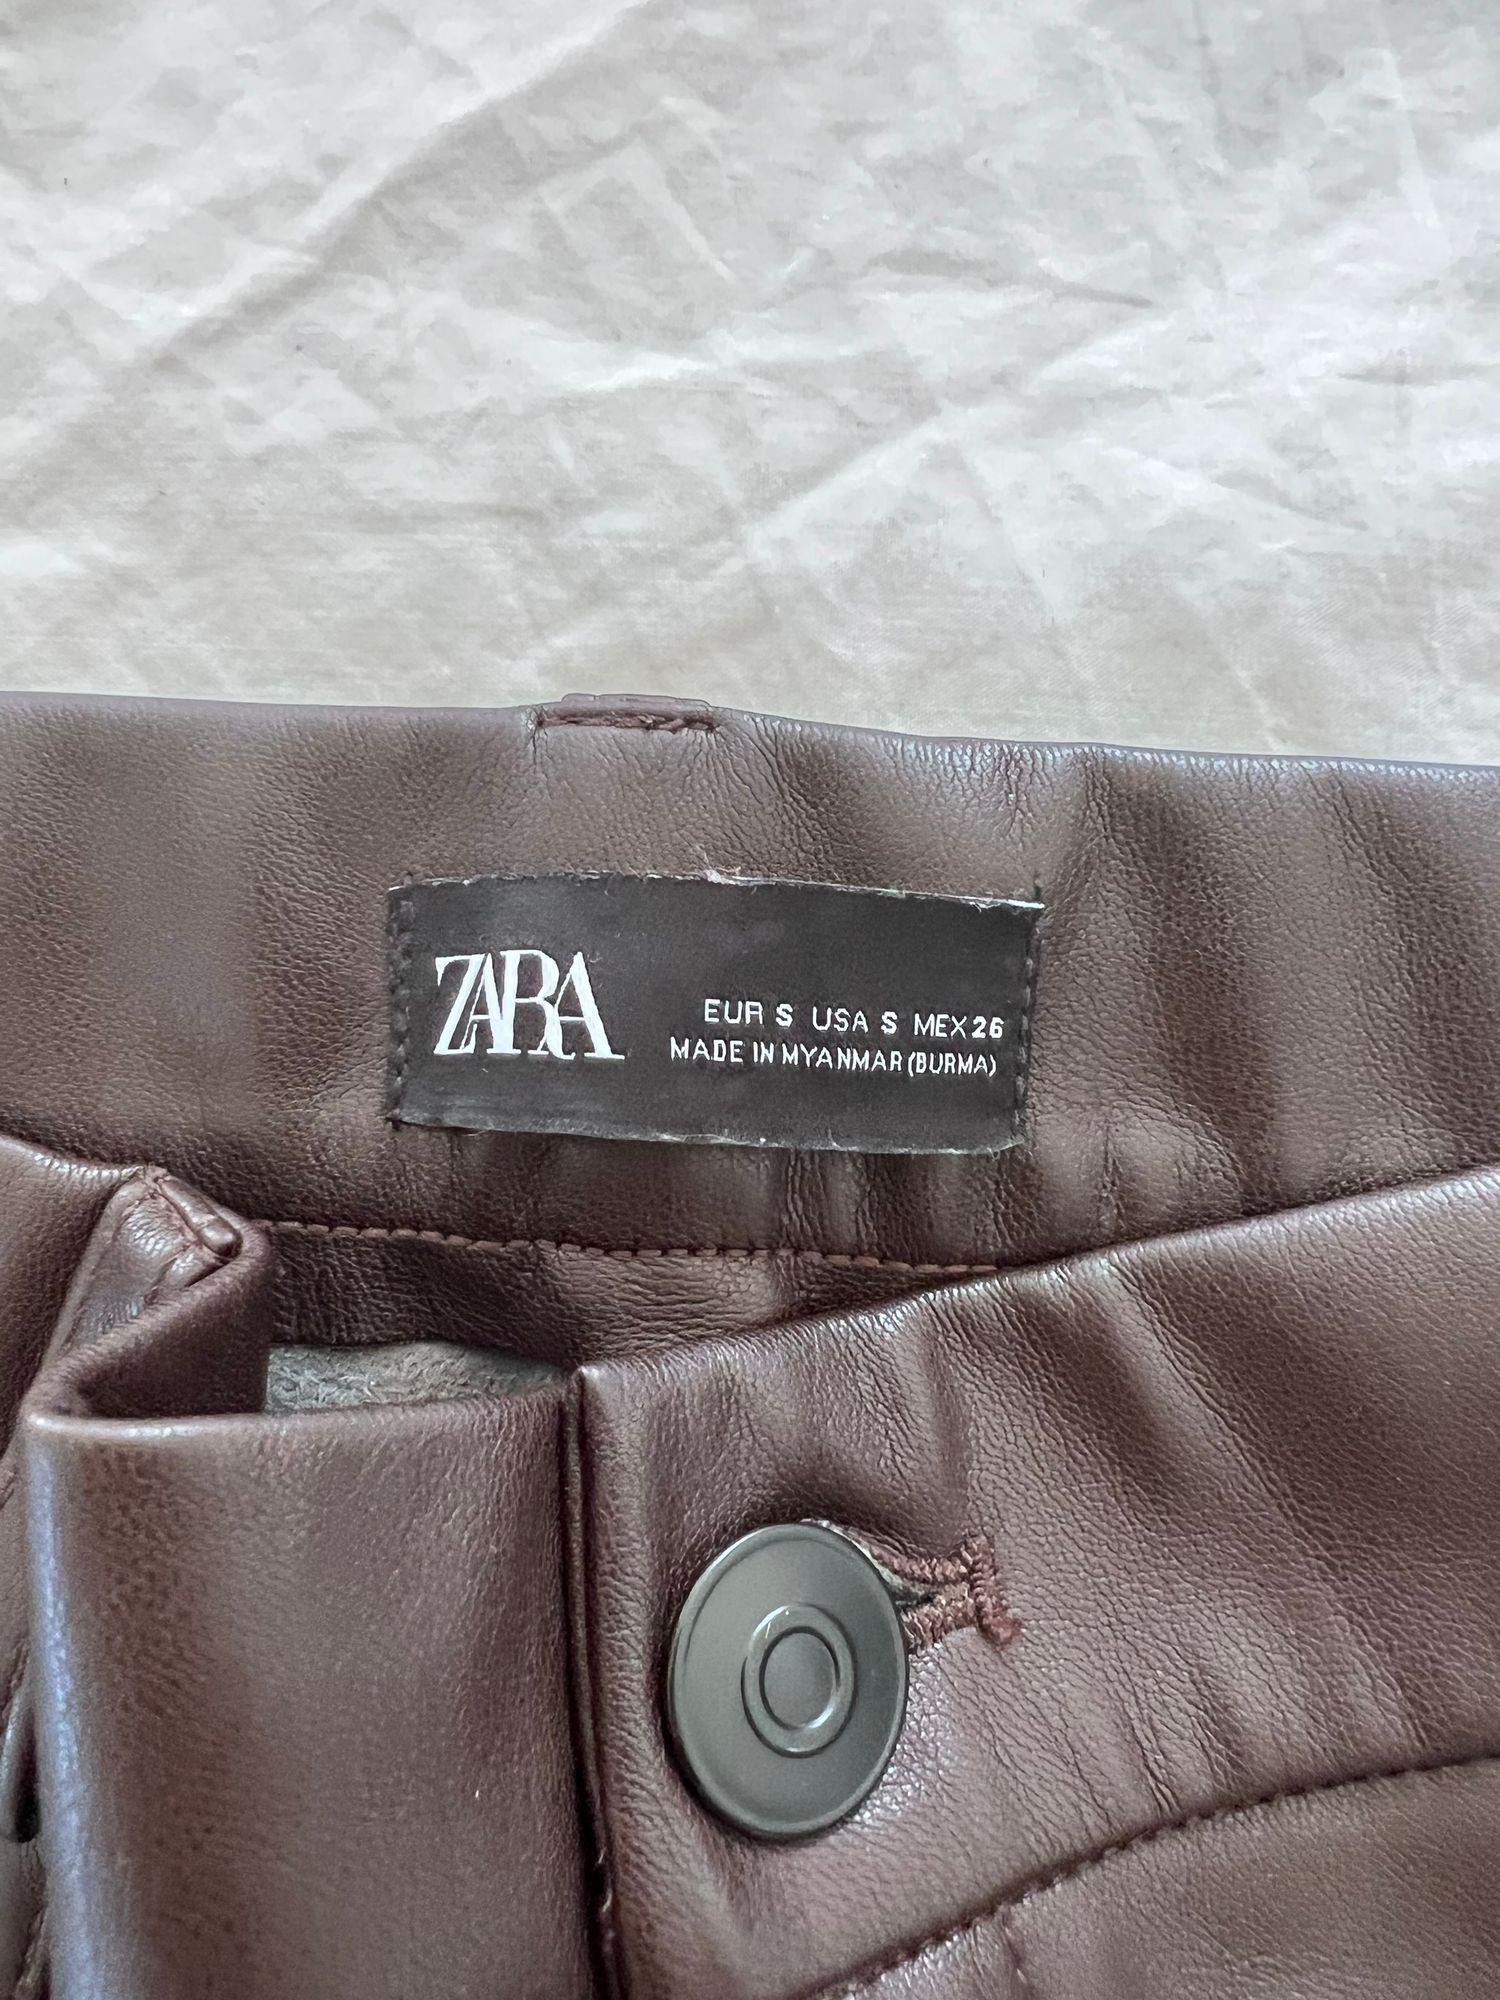 ZARA
EUR S USA S MEX 26
MADE IN MYANMAR (BURMA)